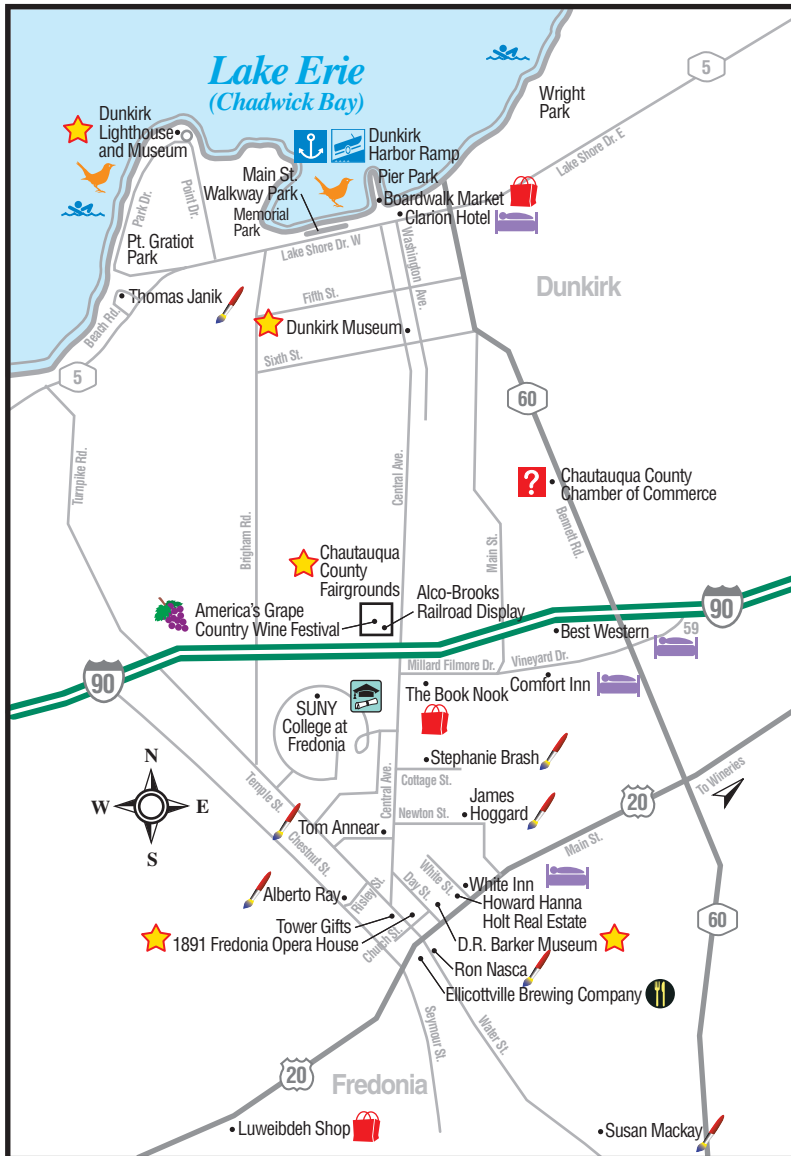 Lake Erie
(Chadwick Bay)
Wright
Park
5
Lake Shore Dr. E
Dunkirk
Lighthouse
and Museum
Dunkirk
Harbor Ramp
Pier Park
Main St.
Walkway Park
Memorial
Park
Boardwalk Market
Clarion Hotel
Park Dr.
Point Dr.
Pt. Gratiot
Park
Lake Shore Dr. W
Washington
Ave.
Dunkirk
Thomas Janik
Beach Rd.
Fifth St.
Dunkirk Museum
Sixth St.
5
60
Turnpike Rd.
Brigham Rd.
Central Ave.
Main St.
Bennett Rd.
?
Chautauqua County
Chamber of Commerce
Chautauqua
County
Fairgrounds
Alco-Brooks
Railroad Display
America's Grape
Country Wine Festival
90
59
Best Western
90
Millard Filmore Dr.
Vineyard Dr.
Comfort Inn
The Book Nook
SUNY
College at
Fredonia
Stephanie Brash
Cottage St.
Central Ave.
Newton St.
James
Hoggard
20
To Wineries
Main St.
N
W
E
S
Temple St.
Chestnut St.
Tom Annear
Alberto Ray
Risley St.
White St.
Day St.
White Inn
Howard Hanna
Holt Real Estate
60
Tower Gifts
1891 Fredonia Opera House
Church St.
D.R. Barker Museum
Ron Nasca
Ellicottville Brewing Company
Seymour St.
Water St.
20
Fredonia
Luweibdeh Shop
Susan Mackay